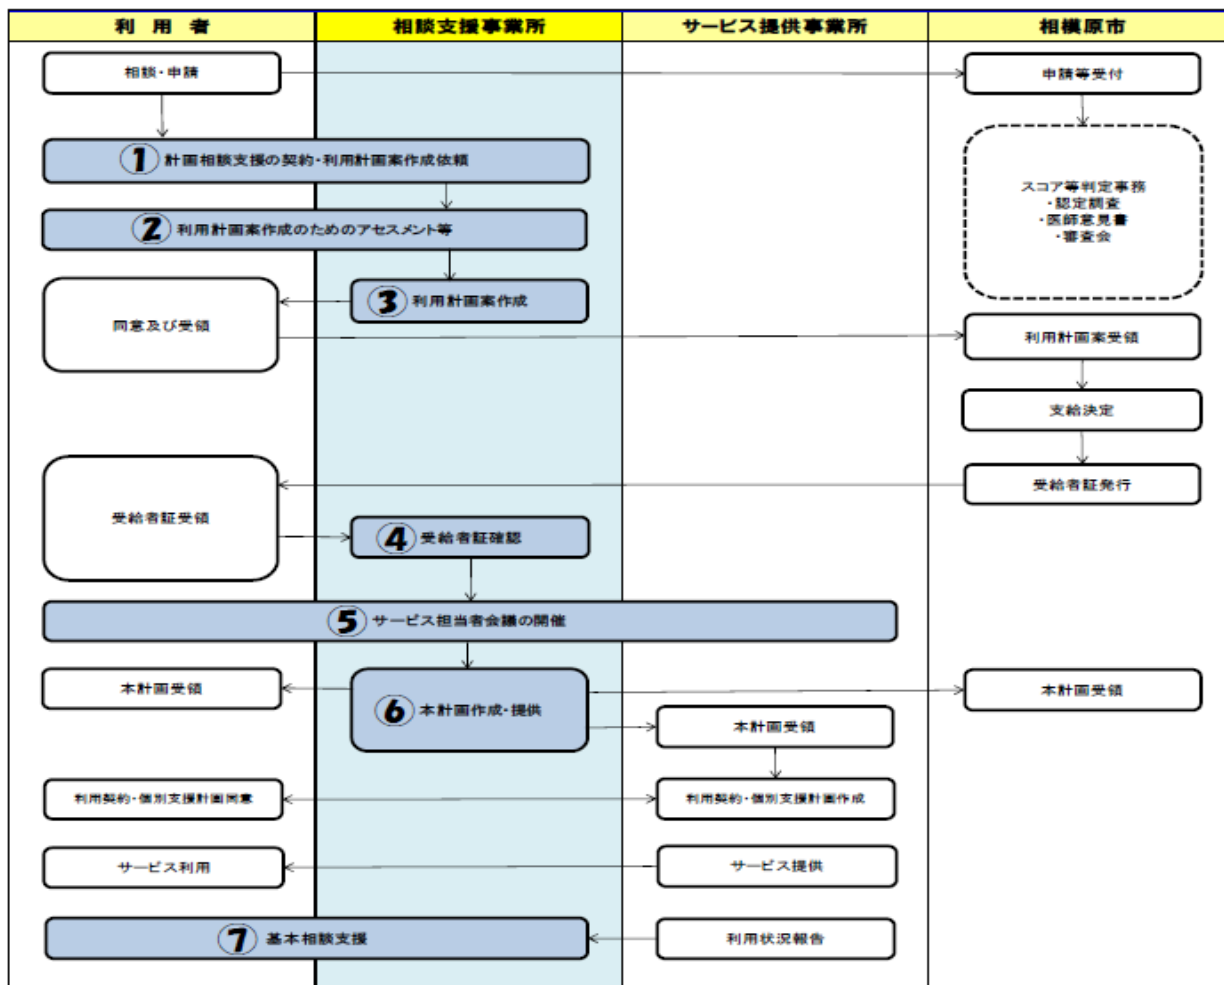 利用者
相談支援事業所
サービス提供事業所
相模原市
相談・申請
申請等受付
①計画相談支援の契約・利用計画案作成依頼
スコア等判定事務
・認定調査
・医師意見書
・審査会
②利用計画案作成のためのアセスメント等
③利用計画案作成
同意及び受領
利用計画案受領
支給決定
受給者証発行
受給者証受領
④受給者証確認
⑤サービス担当者会議の開催
本計画受領
⑥本計画作成・提供
本計画受領
本計画受領
利用契約・個別支援計画同意
利用契約・個別支援計画作成
サービス利用
サービス提供
⑦基本相談支援
利用状況報告